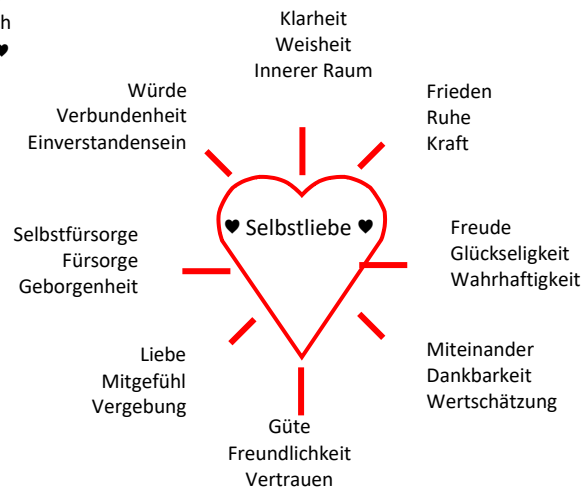 h
♥
Klarheit
Weisheit
Innerer Raum
Würde
Verbundenheit
Einverstandensein
Frieden
Ruhe
Kraft
♥ Selbstliebe ♥
Selbstfürsorge
Fürsorge
Geborgenheit
Freude
Glückseligkeit
Wahrhaftigkeit
Liebe
Mitgefühl
Vergebung
Miteinander
Dankbarkeit
Wertschätzung
Güte
Freundlichkeit
Vertrauen